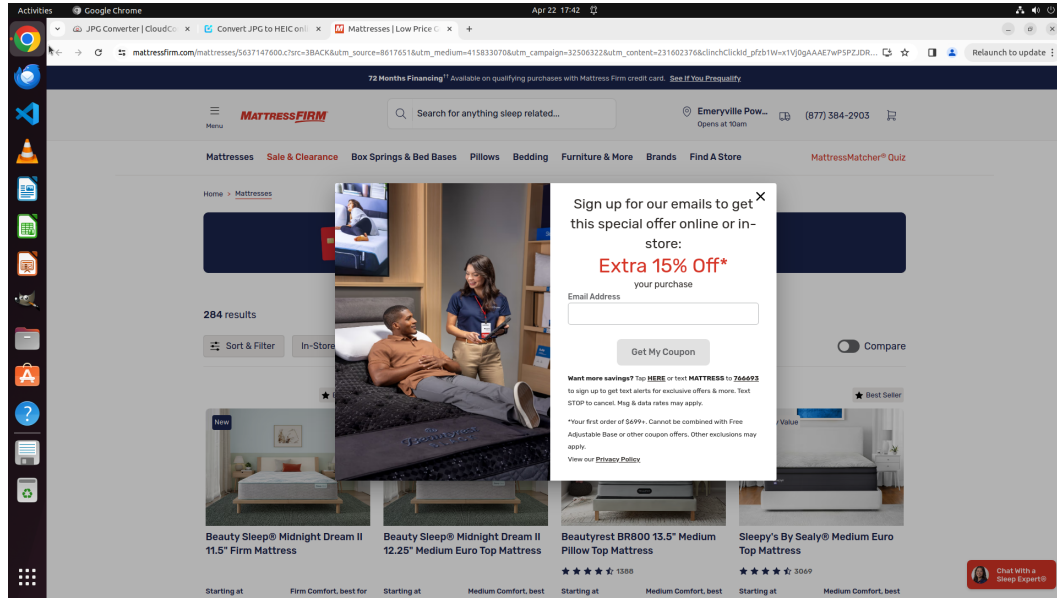 Activities
Google Chrome
Apr 22 17:42
JPG Converter | CloudCo
Convert JPG to HEIC onli
Mattresses | Low Price G
mattressfirm.com/mattresses/5637147600.c?src=3BACK&utm_source=8617651&utm_medium=415833070&utm_campaign=32506322&utm_content=231602376&clinchClickId_pfzb1W=x1Vj0gAAAE7wP5PZJDR...
Relaunch to update
72 Months Financing†† Available on qualifying purchases with Mattress Firm credit card. See If You Prequalify
Menu
MATTRESSFIRM
Search for anything sleep related...
Emeryville Pow...
Opens at 10am
(877) 384-2903
Mattresses Sale & Clearance Box Springs & Bed Bases Pillows Bedding Furniture & More Brands Find A Store MattressMatcher® Quiz
Home > Mattresses
Sign up for our emails to get
this special offer online or in-
store:
Extra 15% Off*
your purchase
Email Address
Get My Coupon
Want more savings? Tap HERE or text MATTRESS to 766693
to sign up to get text alerts for exclusive offers & more. Text
STOP to cancel. Msg & data rates may apply.
*Your first order of $699+. Cannot be combined with Free
Adjustable Base or other coupon offers. Other exclusions may
apply.
View our Privacy Policy
284 results
Sort & Filter
In-Store
Compare
Best Seller
New
Value
Beauty Sleep® Midnight Dream II
11.5" Firm Mattress
Beauty Sleep® Midnight Dream II
12.25" Medium Euro Top Mattress
Beautyrest BR800 13.5" Medium
Pillow Top Mattress
1388
Sleepy's By Sealy® Medium Euro
Top Mattress
3069
Starting at Firm Comfort, best for
Starting at Medium Comfort, best
Starting at Medium Comfort, best
Starting at Medium Comfort, best
Chat With a
Sleep Expert®